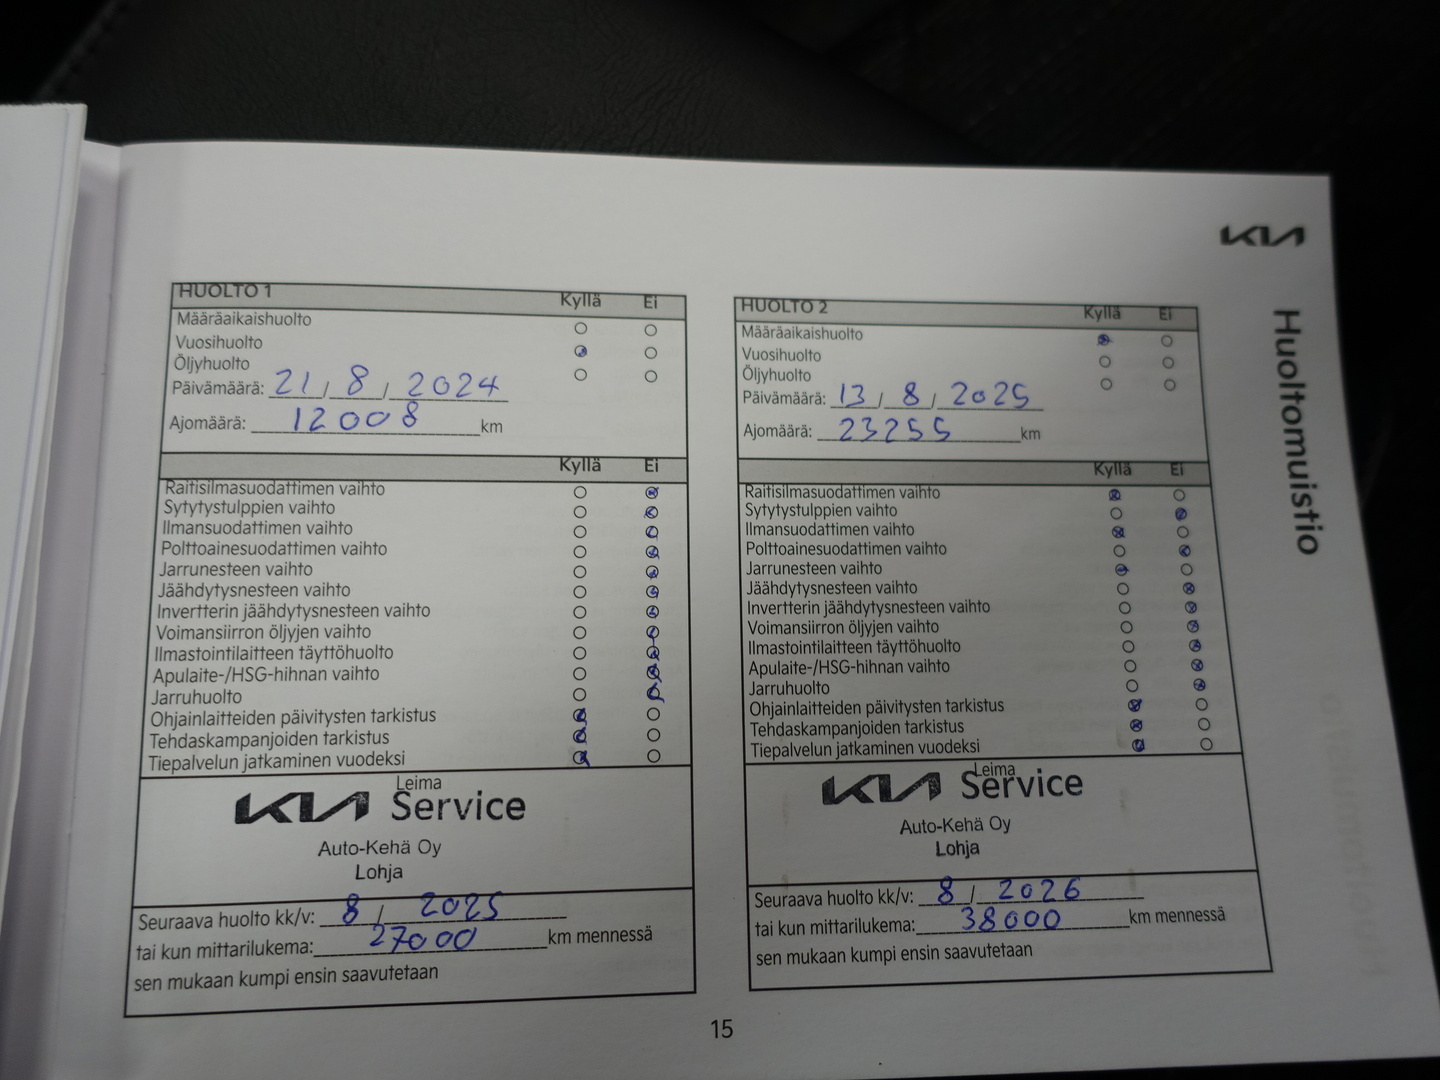 KIA
Huoltomuistio
HUOLTO 1 Kyllä Ei
Määräaikaishuolto
Vuosihuolto
Öljyhuolto
Päivämäärä: 21 / 8 / 2024
Ajomäärä: 12008 km
Kyllä Ei
Raitisilmasuodattimen vaihto
Sytytystulppien vaihto
Ilmansuodattimen vaihto
Polttoainesuodattimen vaihto
Jarrunesteen vaihto
Jäähdytysnesteen vaihto
Invertterin jäähdytysnesteen vaihto
Voimansiirron öljyjen vaihto
Ilmastointilaitteen täyttöhuolto
Apulaite-/HSG-hihnan vaihto
Jarruhuolto
Ohjainlaitteiden päivitysten tarkistus
Tehdaskampanjoiden tarkistus
Tiepalvelun jatkaminen vuodeksi
Leima
KIA Service
Auto-Kehä Oy
Lohja
Seuraava huolto kk/v: 8 / 2025
tai kun mittarilukema: 27000 km mennessä
sen mukaan kumpi ensin saavutetaan
HUOLTO 2 Kyllä Ei
Määräaikaishuolto
Vuosihuolto
Öljyhuolto
Päivämäärä: 13 / 8 / 2025
Ajomäärä: 23255 km
Kyllä Ei
Raitisilmasuodattimen vaihto
Sytytystulppien vaihto
Ilmansuodattimen vaihto
Polttoainesuodattimen vaihto
Jarrunesteen vaihto
Jäähdytysnesteen vaihto
Invertterin jäähdytysnesteen vaihto
Voimansiirron öljyjen vaihto
Ilmastointilaitteen täyttöhuolto
Apulaite-/HSG-hihnan vaihto
Jarruhuolto
Ohjainlaitteiden päivitysten tarkistus
Tehdaskampanjoiden tarkistus
Tiepalvelun jatkaminen vuodeksi
Leima
KIA Service
Auto-Kehä Oy
Lohja
Seuraava huolto kk/v: 8 / 2026
tai kun mittarilukema: 38000 km mennessä
sen mukaan kumpi ensin saavutetaan
15